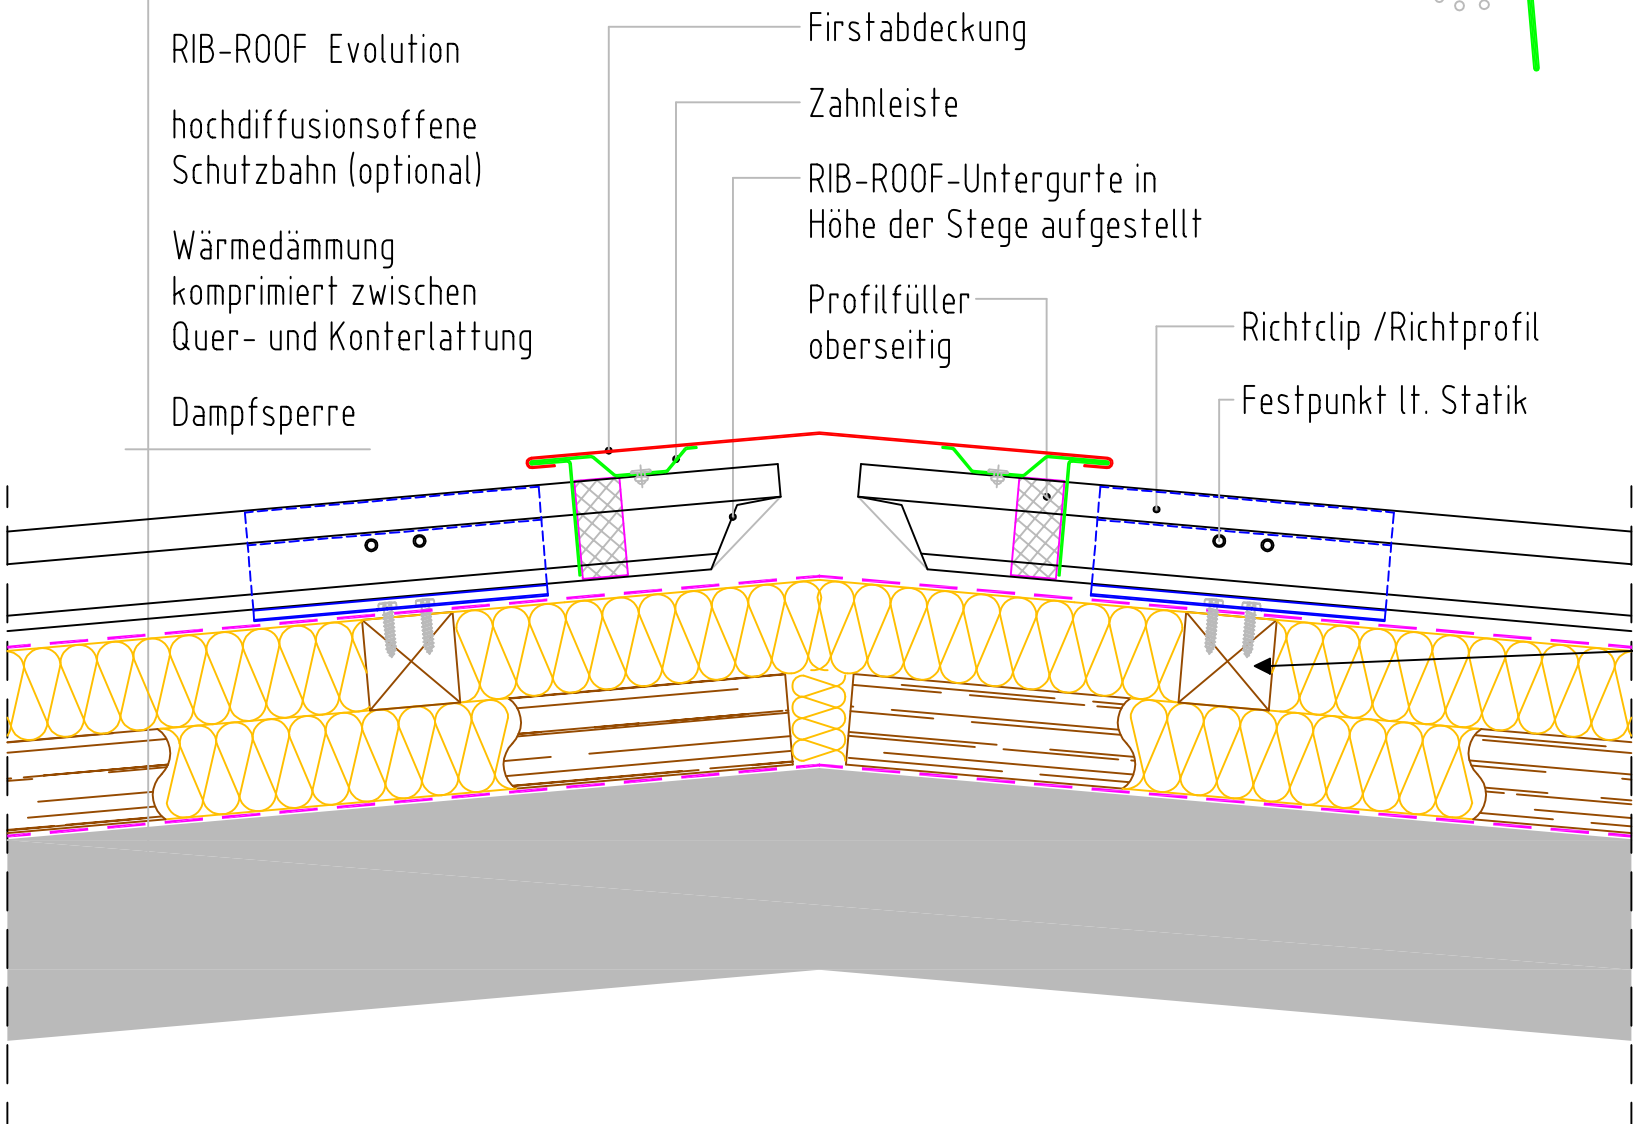 RIB-ROOF Evolution
hochdiffusionsoffene
Schutzbahn (optional)
Wärmedämmung
komprimiert zwischen
Quer- und Konterlattung
Dampfsperre
Firstabdeckung
Zahnleiste
RIB-ROOF-Untergurte in
Höhe der Stege aufgestellt
Profilfüller
oberseitig
Richtclip /Richtprofil
Festpunkt lt. Statik